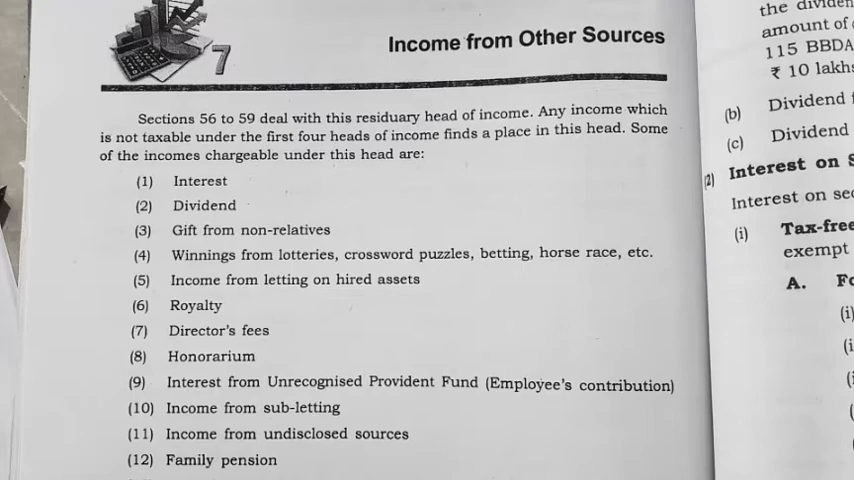 7
Income from Other Sources
Sections 56 to 59 deal with this residuary head of income. Any income which
is not taxable under the first four heads of income finds a place in this head. Some
of the incomes chargeable under this head are:
(1) Interest
(2) Dividend
(3) Gift from non-relatives
(4) Winnings from lotteries, crossword puzzles, betting, horse race, etc.
(5) Income from letting on hired assets
(6) Royalty
(7) Director's fees
(8) Honorarium
(9) Interest from Unrecognised Provident Fund (Employee's contribution)
(10) Income from sub-letting
(11) Income from undisclosed sources
(12) Family pension
the
amount of
115 BBDA
₹ 10 lakhs
(b) Dividend
(c) Dividend
(2) Interest on
Interest on
(i) Tax-free
exempt
A.
(i)